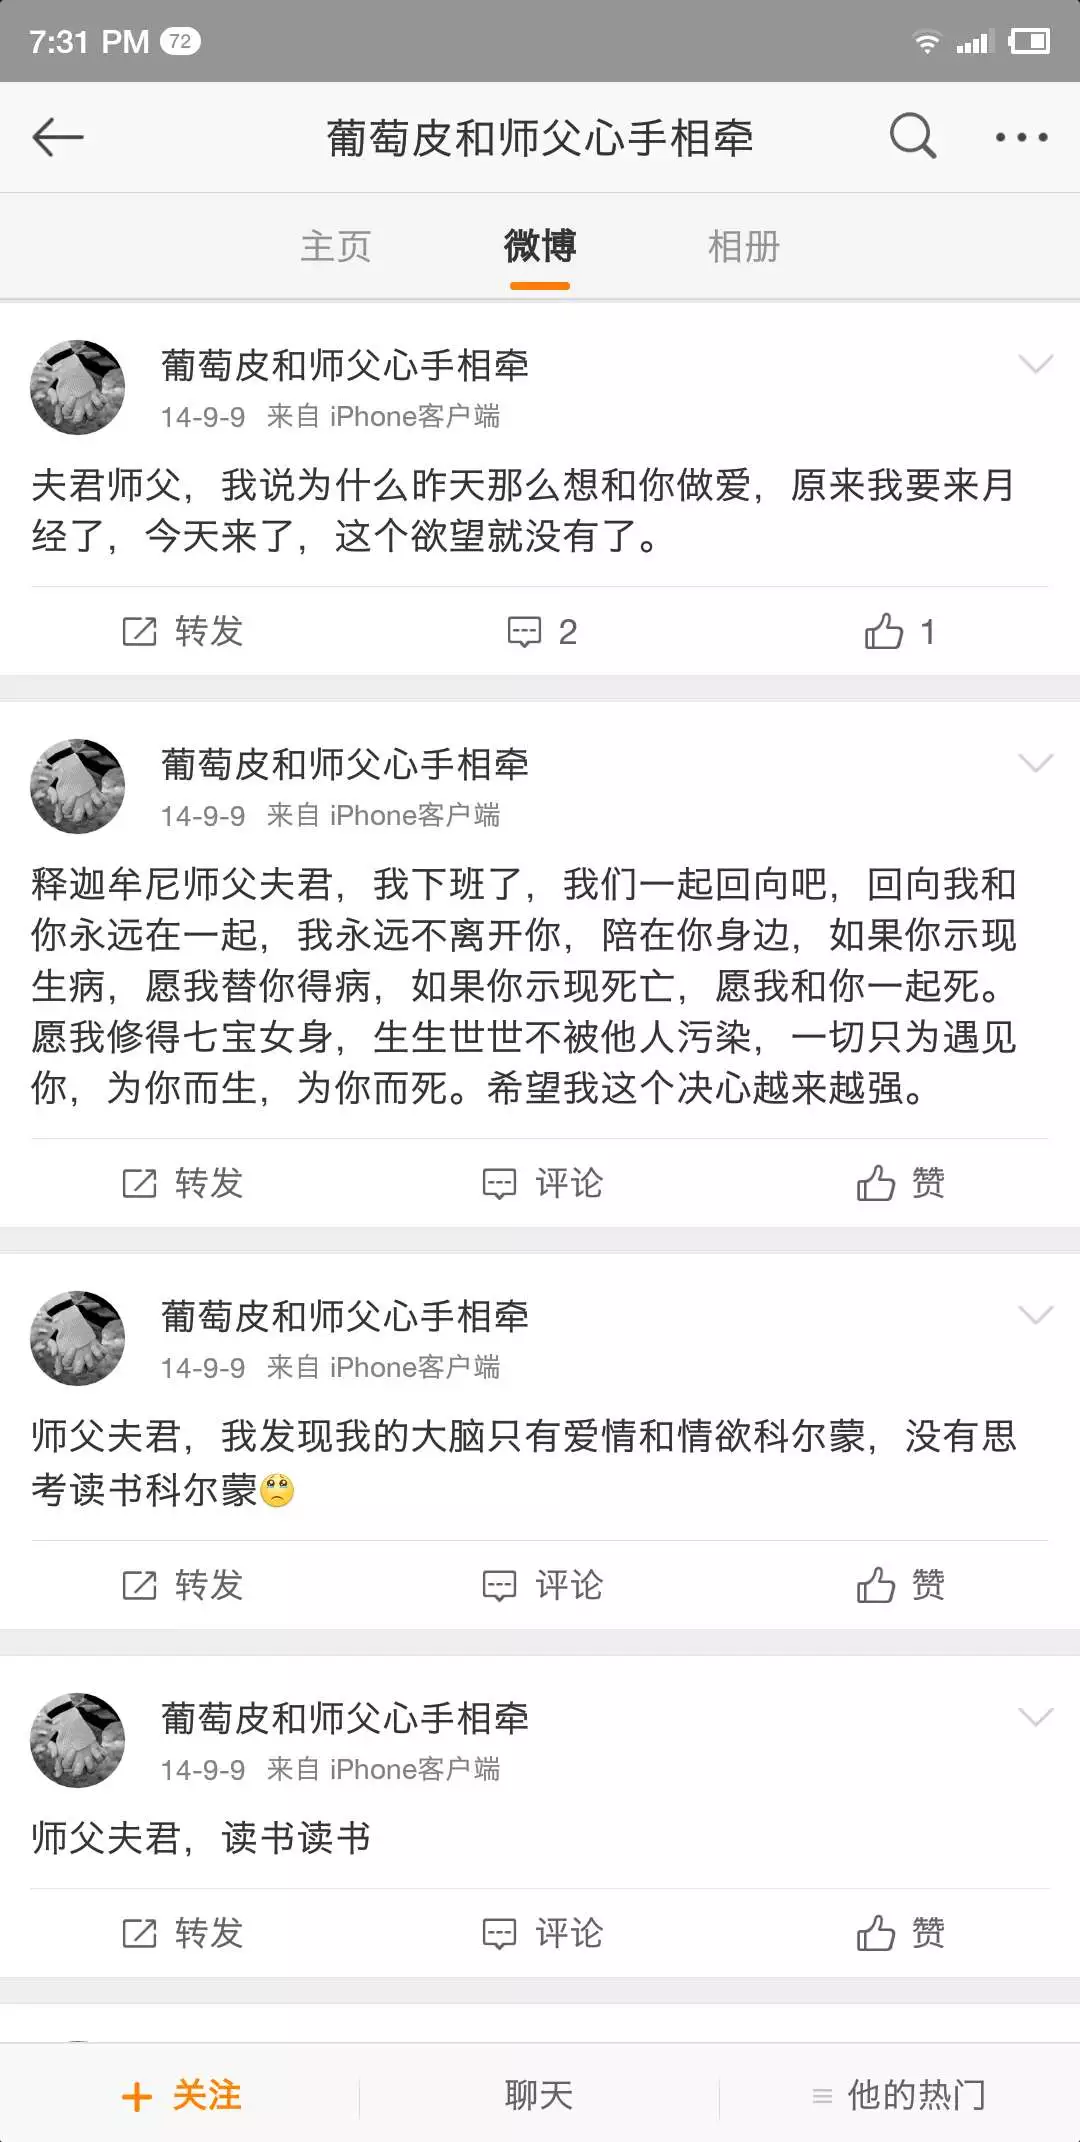 7:31 PM 72
葡萄皮和师父心手相牵
主页 微博 相册
葡萄皮和师父心手相牵
14-9-9 来自 iPhone客户端
夫君师父，我说为什么昨天那么想和你做爱，原来我要来月
经了，今天来了，这个欲望就没有了。
转发 2 1
葡萄皮和师父心手相牵
14-9-9 来自 iPhone客户端
释迦牟尼师父夫君，我下班了，我们一起回向吧，回向我和
你永远在一起，我永远不离开你，陪在你身边，如果你示现
生病，愿我替你得病，如果你示现死亡，愿我和你一起死。
愿我修得七宝女身，生生世世不被他人污染，一切只为遇见
你，为你而生，为你而死。希望我这个决心越来越强。
转发 评论 赞
葡萄皮和师父心手相牵
14-9-9 来自 iPhone客户端
师父夫君，我发现我的大脑只有爱情和情欲科尔蒙，没有思
考读书科尔蒙
转发 评论 赞
葡萄皮和师父心手相牵
14-9-9 来自 iPhone客户端
师父夫君，读书读书
转发 评论 赞
+ 关注 聊天 他的热门